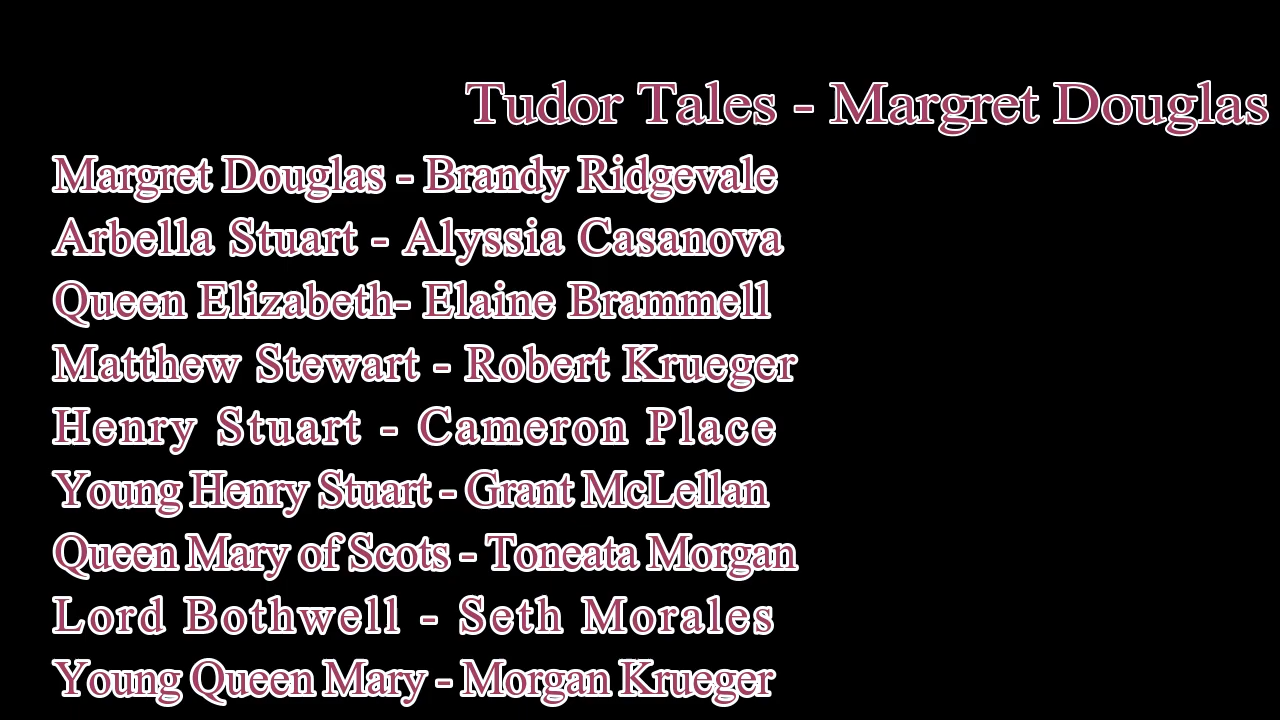 Tudor Tales - Margret Douglas
Margret Douglas - Brandy Ridgevale
Arbella Stuart - Alyssia Casanova
Queen Elizabeth- Elaine Brammell
Matthew Stewart - Robert Krueger
Henry Stuart - Cameron Place
Young Henry Stuart - Grant McLellan
Queen Mary of Scots - Toneata Morgan
Lord Bothwell - Seth Morales
Young Queen Mary - Morgan Krueger